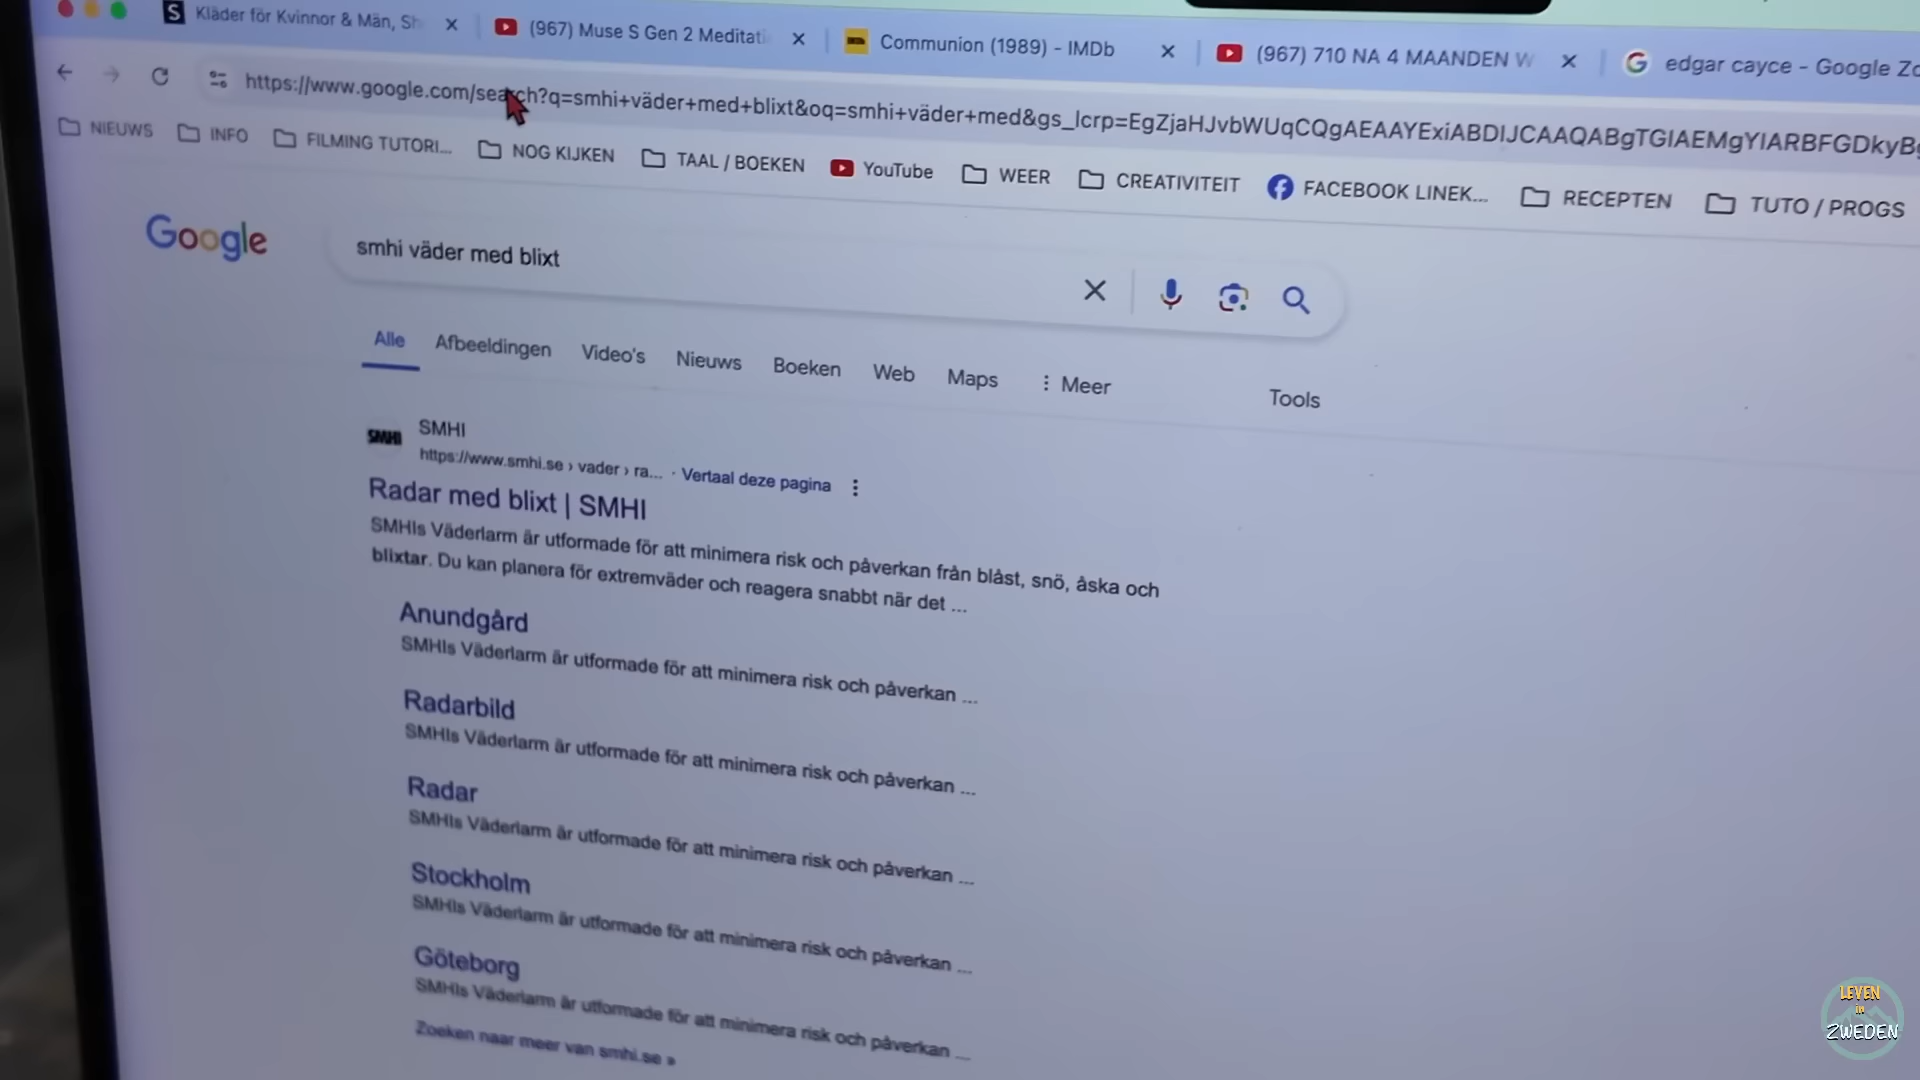 Kläder för Kvinnor & Män, Sh
(967) Muse S Gen 2 Meditati
Communion (1989) - IMDb
(967) 710 NA 4 MAANDEN W
edgar cayce - Google Zo
https://www.google.com/search?q=smhi+väder+med+blixt&oq=smhi+väder+med&gs_lcrp=
NIEUWS
INFO
FILMING TUTORI...
NOG KIJKEN
TAAL / BOEKEN
YouTube
WEER
CREATIVITEIT
FACEBOOK LINEK...
RECEPTEN
TUTO / PROGS
Google
smhi väder med blixt
Alle
Afbeeldingen
Video's
Nieuws
Boeken
Web
Maps
Meer
Tools
SMHI
SMHI
https://www.smhi.se › vader › ra... · Vertaal deze pagina
Radar med blixt | SMHI
SMHIs Väderlarm är utformade för att minimera risk och påverkan från blåst, snö, åska och
blixtar. Du kan planera för extremväder och reagera snabbt när det ...
Anundgård
SMHIs Väderlarm är utformade för att minimera risk och påverkan ...
Radarbild
SMHIs Väderlarm är utformade för att minimera risk och påverkan ...
Radar
SMHIs Väderlarm är utformade för att minimera risk och påverkan ...
Stockholm
SMHIs Väderlarm är utformade för att minimera risk och påverkan ...
Göteborg
SMHIs Väderlarm är utformade för att minimera risk och påverkan ...
Zoeken naar meer van smhi.se »
LEVEN
in
ZWEDEN